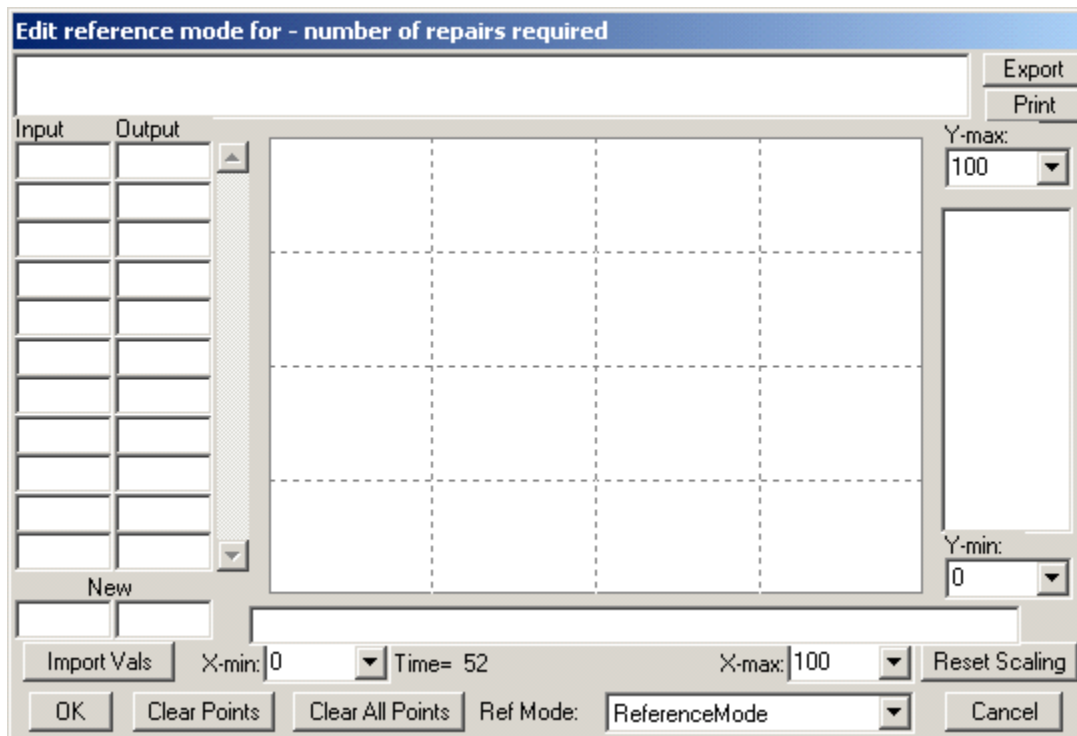 Edit reference mode for - number of repairs required
Export
Print
Input Output
Y-max:
100
Y-min:
0
New
Import Vals X-min: 0 Time= 52 X-max: 100 Reset Scaling
OK Clear Points Clear All Points Ref Mode: ReferenceMode Cancel